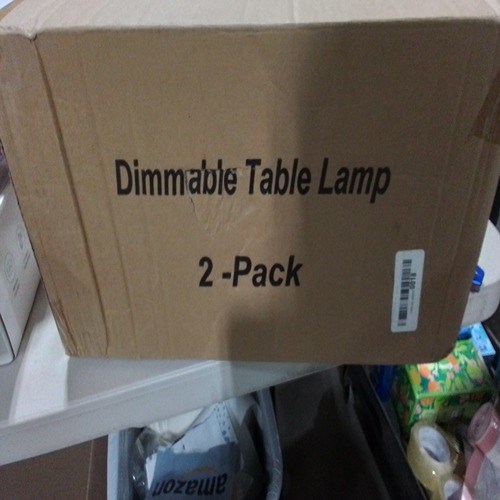 Dimmable Table Lamp
2 -Pack
amazon